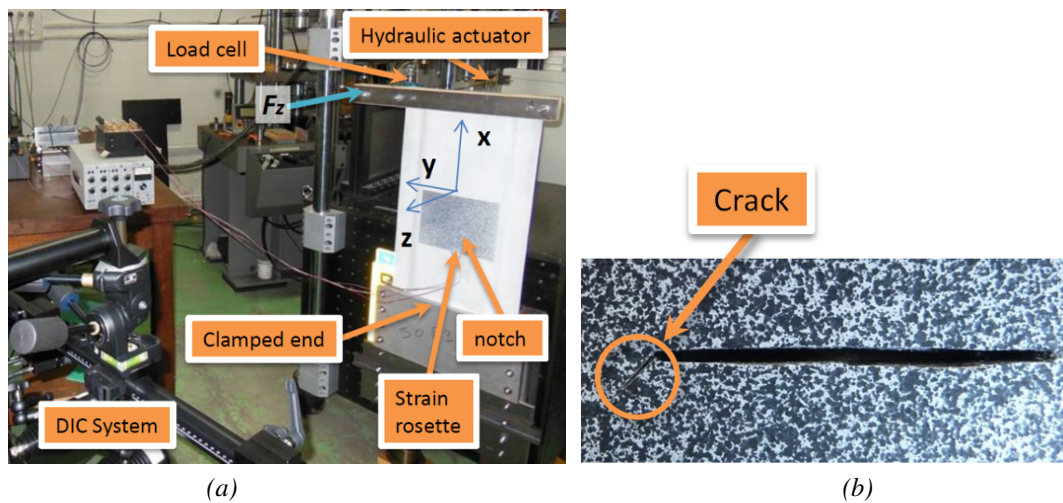 Load cell
Hydraulic actuator
Fz
x
y
z
Clamped end
notch
Strain
rosette
DIC System
Crack
(a)
(b)